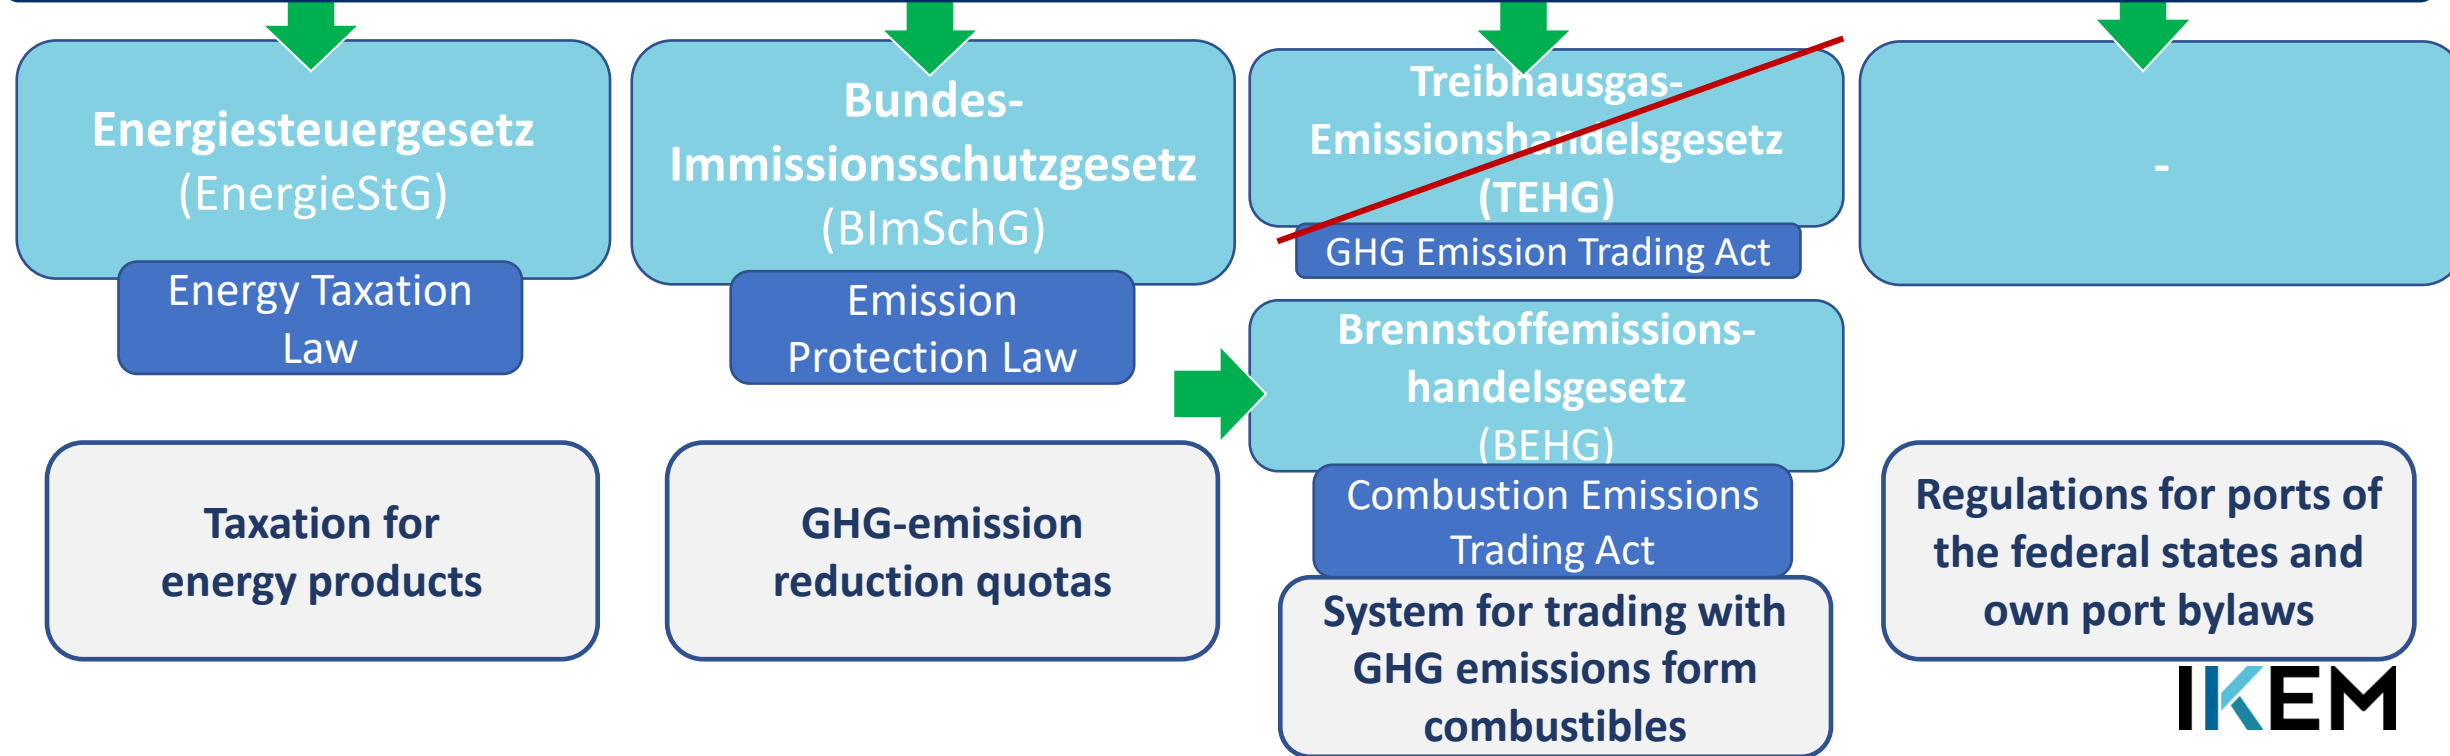 Energiesteuergesetz
(EnergieStG)
Energy Taxation
Law
Taxation for
energy products
Bundes-
Immissionsschutzgesetz
(BImSchG)
Emission
Protection Law
GHG-emission
reduction quotas
Treibhausgas-
Emissionshandelsgesetz
(TEHG)
GHG Emission Trading Act
Brennstoffemissions-
handelsgesetz
(BEHG)
Combustion Emissions
Trading Act
System for trading with
GHG emissions form
combustibles
-
Regulations for ports of
the federal states and
own port bylaws
IKEM